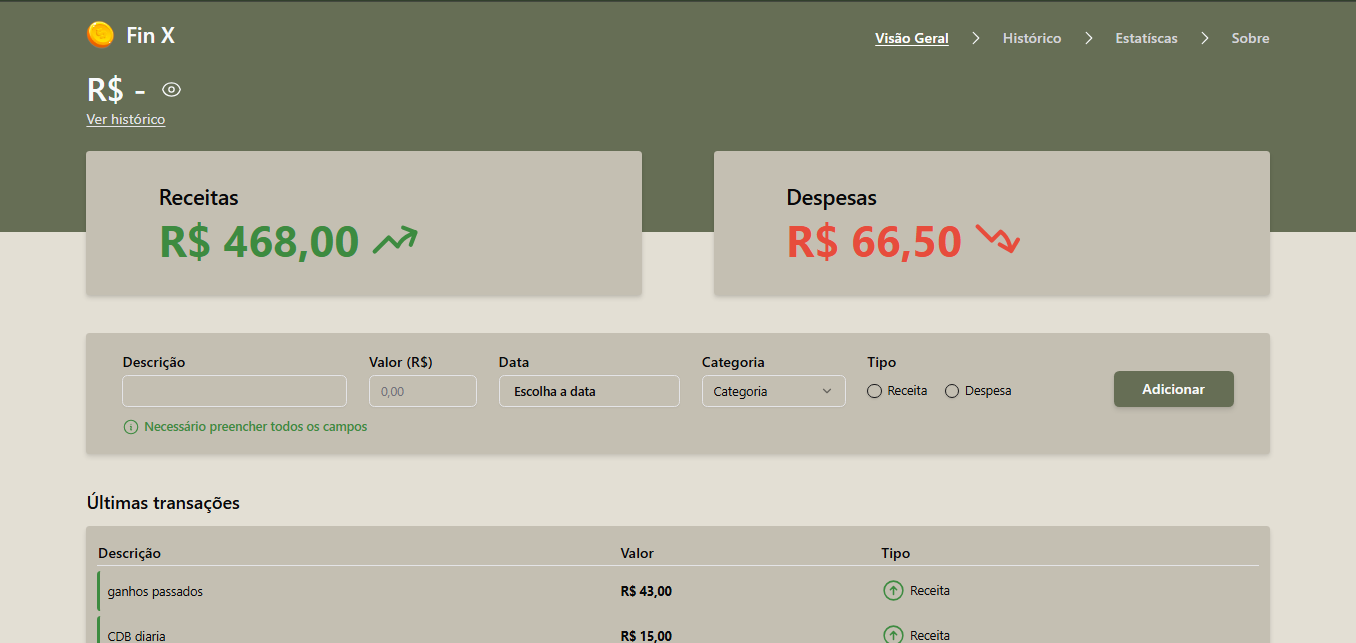 Fin X
Visão Geral Histórico Estatíscas Sobre
R$ -
Ver histórico
Receitas
R$ 468,00
Despesas
R$ 66,50
Descrição Valor (R$) Data Categoria Tipo
0,00 Escolha a data Categoria Receita Despesa Adicionar
Necessário preencher todos os campos
Últimas transações
Descrição Valor Tipo
ganhos passados R$ 43,00 Receita
CDB diaria R$ 15,00 Receita